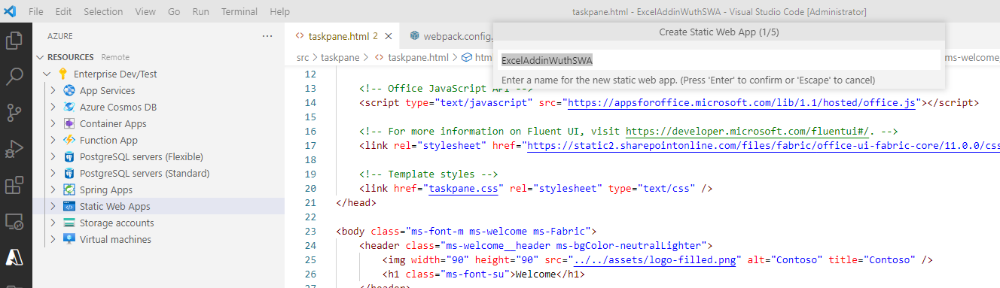 File Edit Selection View Go Run Terminal Help
taskpane.html - ExcelAddinWuthSWA - Visual Studio Code [Administrator]
AZURE ...
RESOURCES Remote
Enterprise Dev/Test
App Services
Azure Cosmos DB
Container Apps
Function App
PostgreSQL servers (Flexible)
PostgreSQL servers (Standard)
Spring Apps
Static Web Apps
Storage accounts
Virtual machines
taskpane.html 2 webpack.config.
Create Static Web App (1/5)
ExcelAddinWuthSWA
Enter a name for the new static web app. (Press 'Enter' to confirm or 'Escape' to cancel)
src > taskpane > taskpane.html > htm ms-welcome
12
13 <!-- Office JavaScript API -->
14 <script type="text/javascript" src="https://appsforoffice.microsoft.com/lib/1.1/hosted/office.js"></script>
15
16 <!-- For more information on Fluent UI, visit https://developer.microsoft.com/fluentui#/. -->
17 <link rel="stylesheet" href="https://static2.sharepointonline.com/files/fabric/office-ui-fabric-core/11.0.0/css
18
19 <!-- Template styles -->
20 <link href="taskpane.css" rel="stylesheet" type="text/css" />
21 </head>
22
23 <body class="ms-font-m ms-welcome ms-Fabric">
24 <header class="ms-welcome__header ms-bgColor-neutralLighter">
25 <img width="90" height="90" src="../../assets/logo-filled.png" alt="Contoso" title="Contoso" />
26 <h1 class="ms-font-su">Welcome</h1>
27 </header>